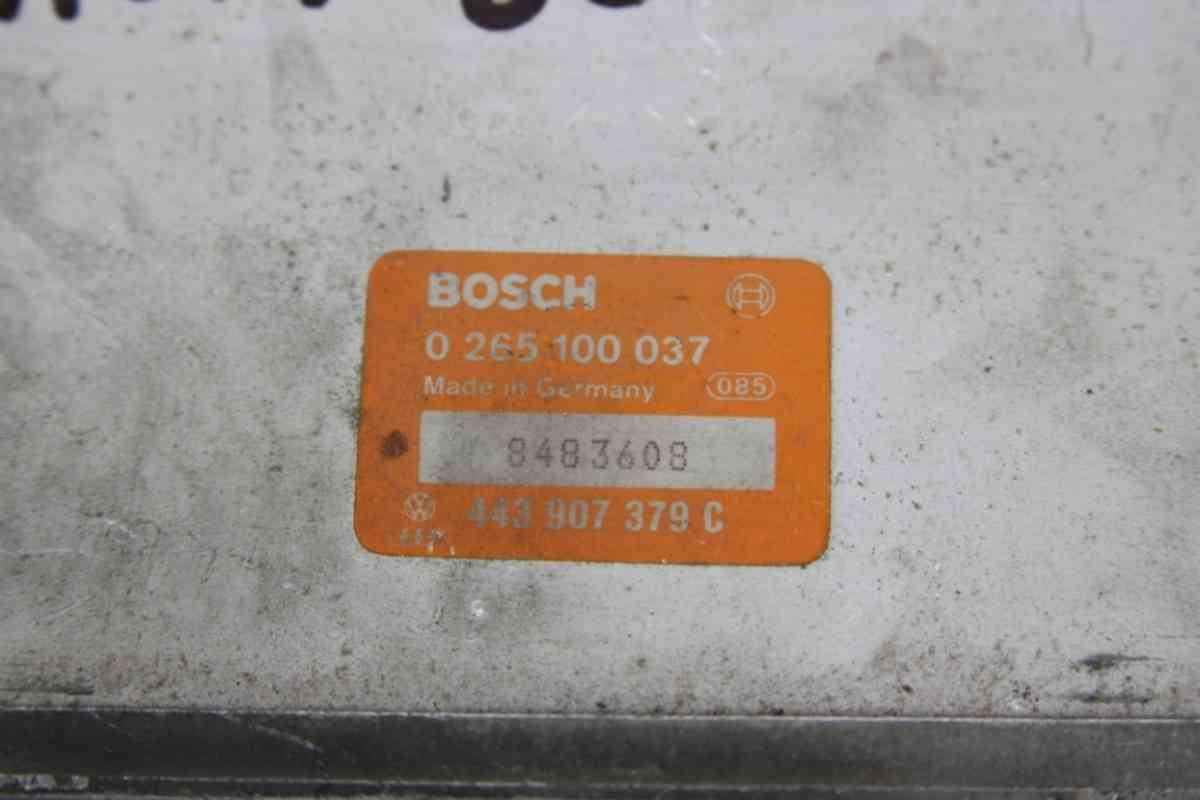 BOSCH
0 265 100 037
Made in Germany 085
8483608
443 907 379 C